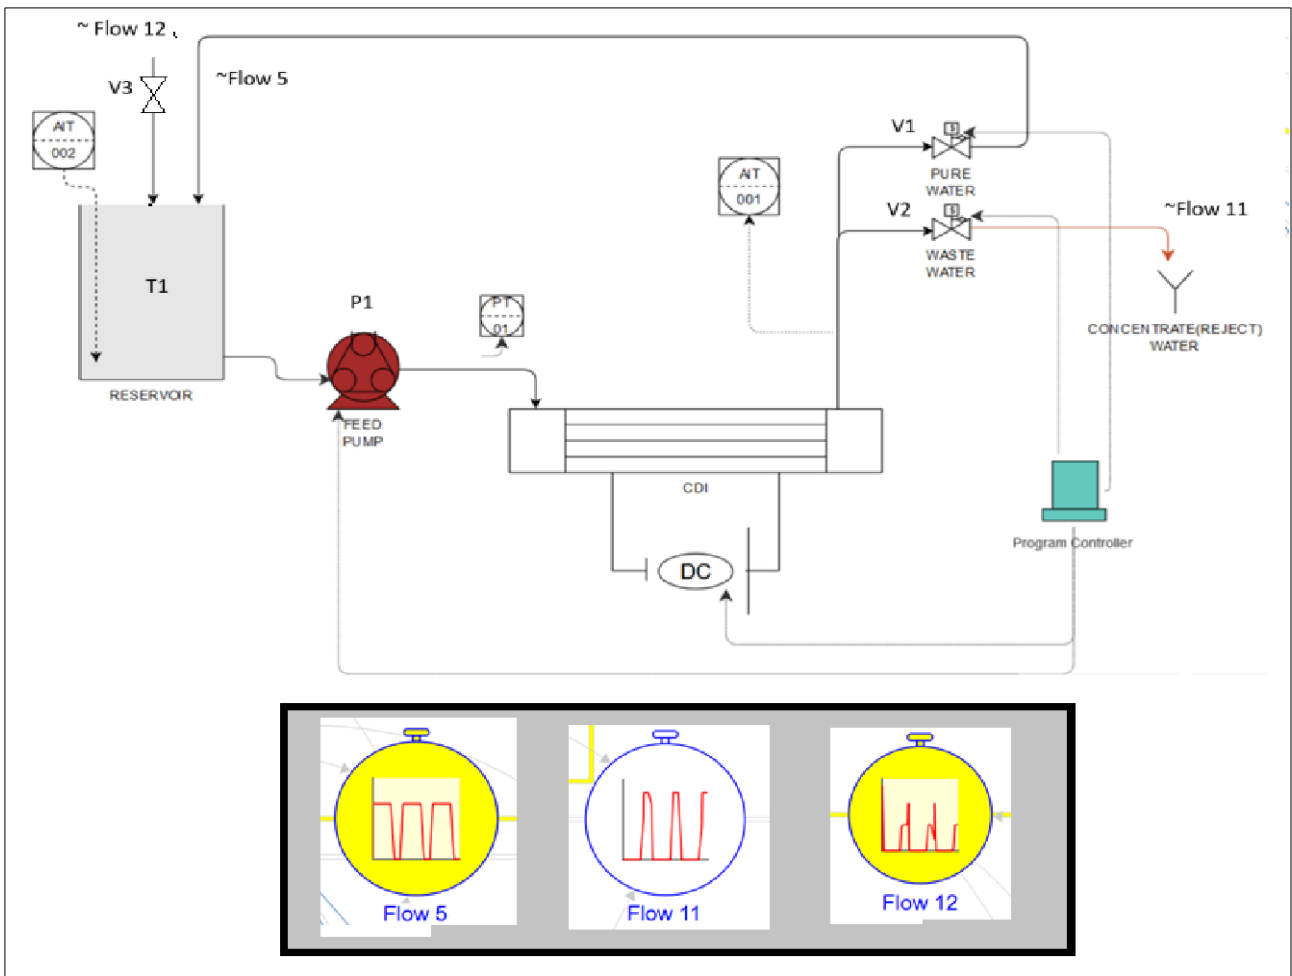 ~ Flow 12
V3
~Flow 5
AIT
002
V1
AIT
001
PURE
WATER
V2
~Flow 11
WASTE
WATER
T1
P1
PT
01
CONCENTRATE(REJECT)
WATER
RESERVOIR
FEED
PUMP
CDI
Program Controller
DC
S
S
Flow 5
Flow 11
Flow 12